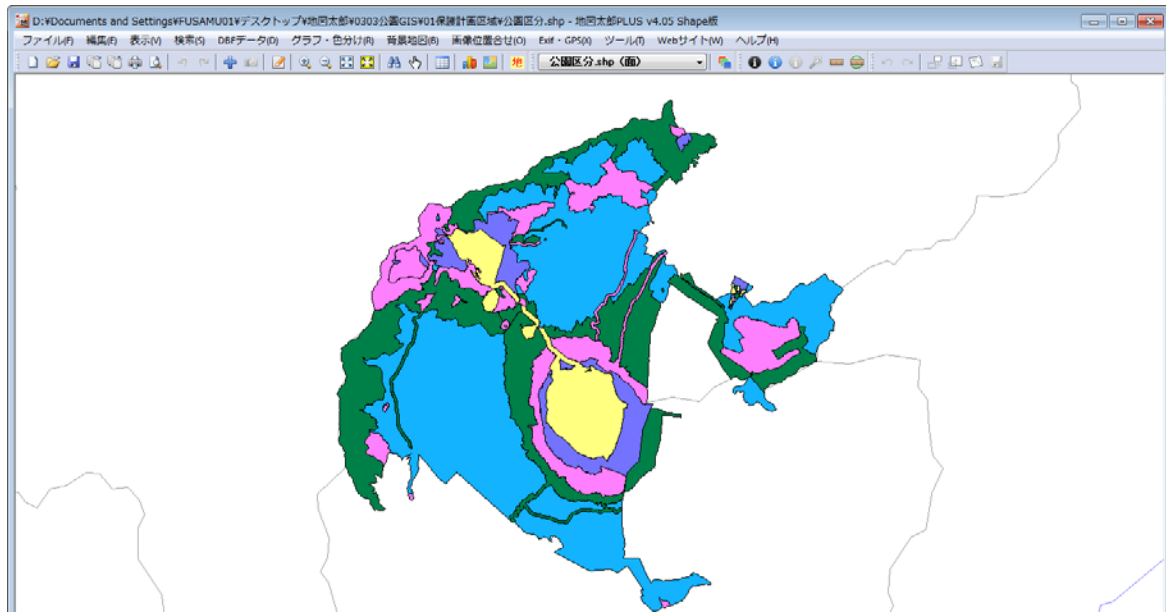 D:¥Documents and Settings¥FUSAMU01¥デスクトップ¥地図太郎¥0303公園GIS¥01保護計画区域¥公園区分.shp - 地図太郎PLUS v4.05 Shape版
ファイル(F) 編集(E) 表示(V) 検索(S) DBFデータ(D) グラフ・色分け(R) 背景地図(B) 画像位置合せ(O) Exif・GPS(X) ツール(T) Webサイト(W) ヘルプ(H)
地 公園区分.shp (面)